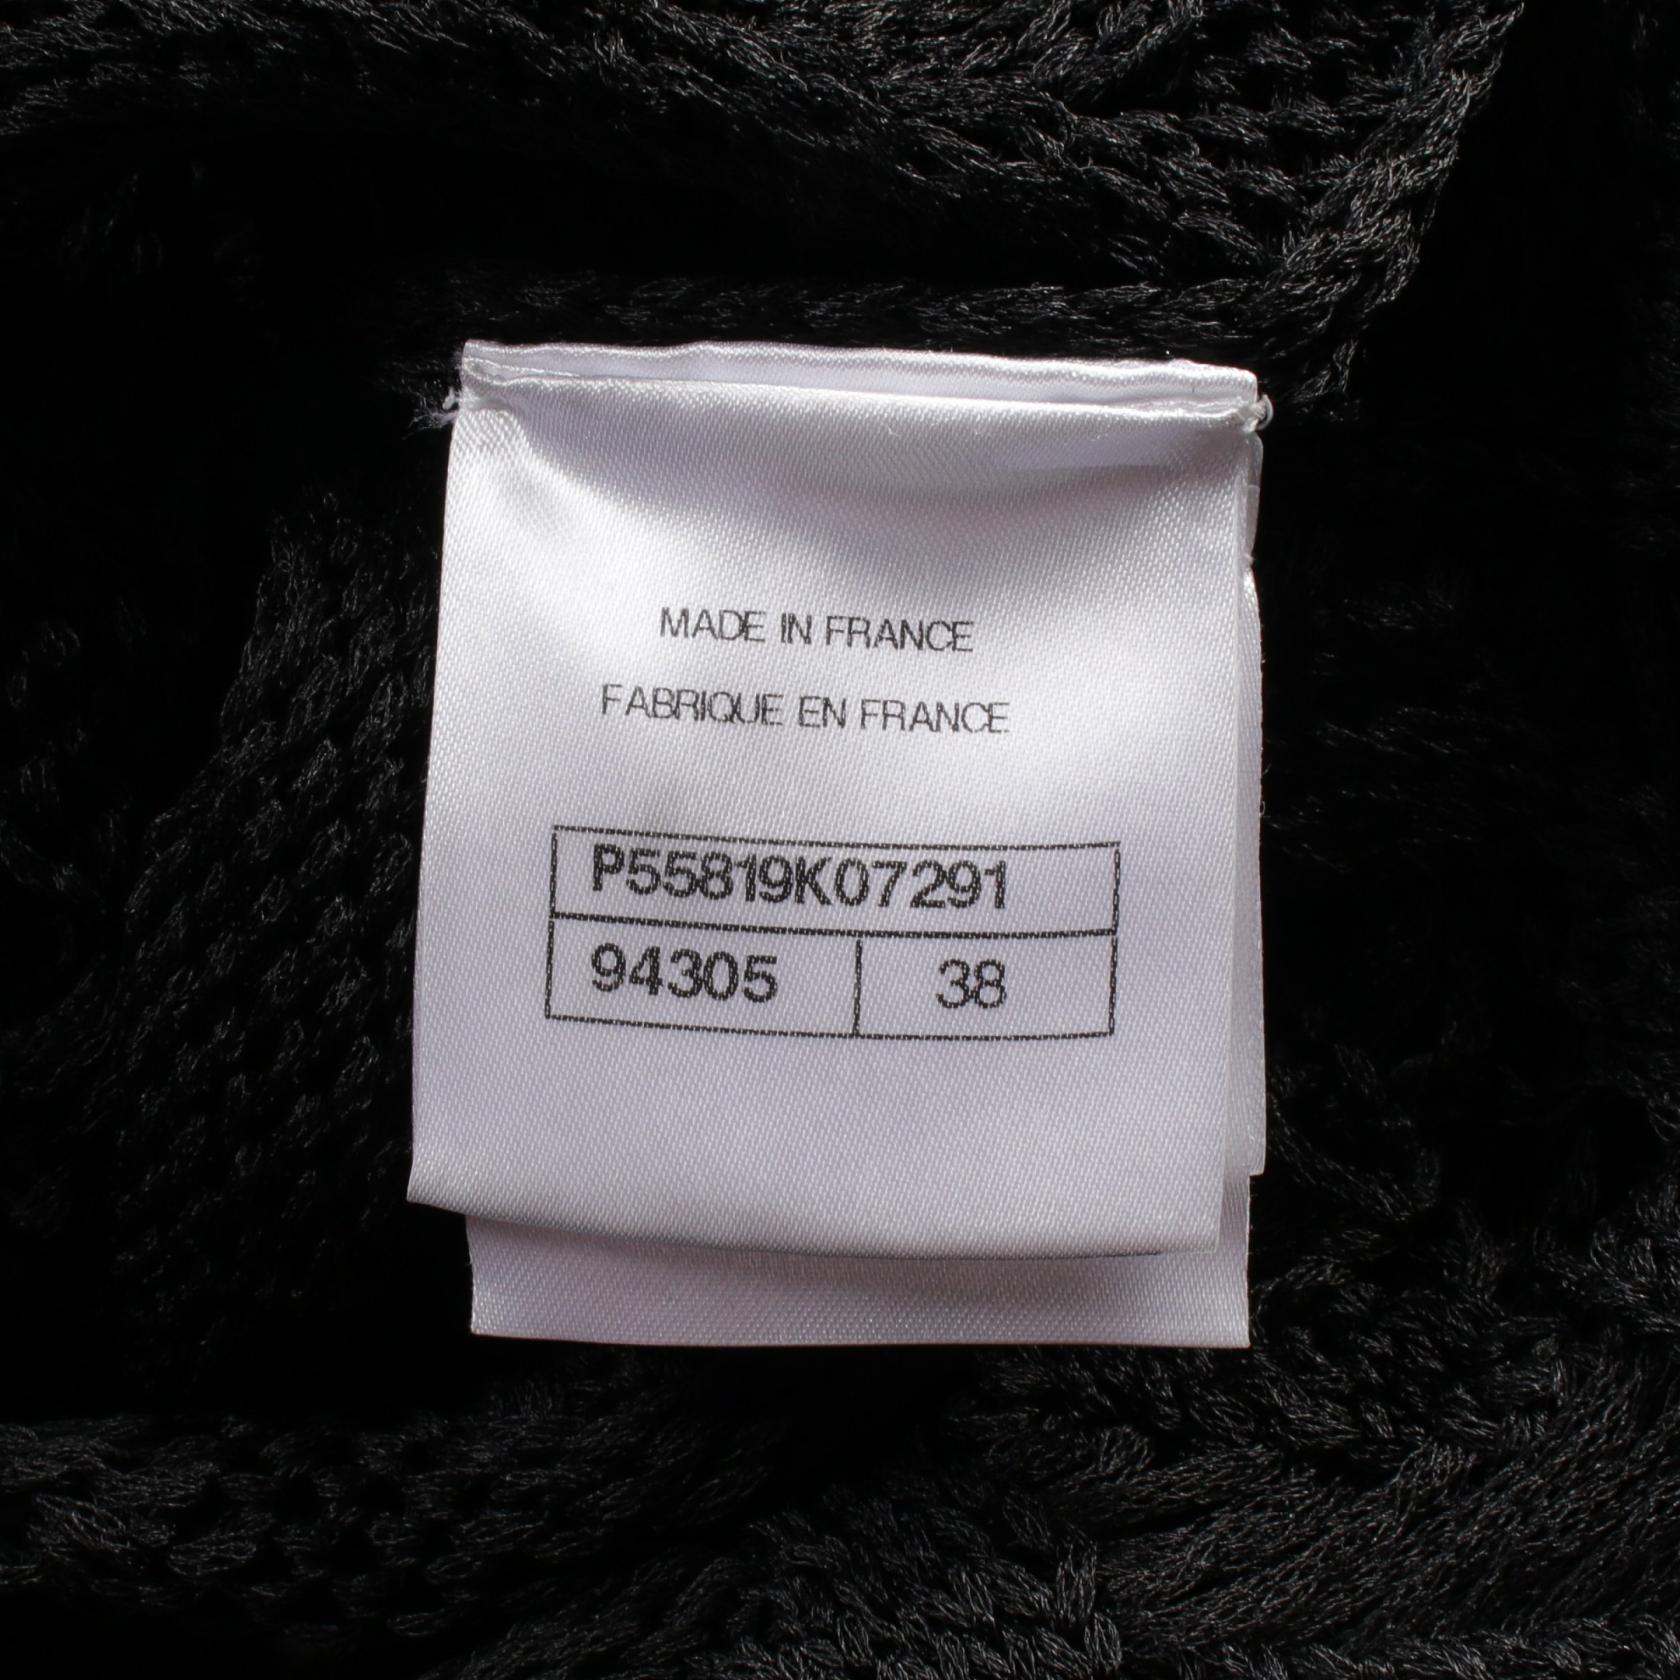 MADE IN FRANCE
FABRIQUE EN FRANCE
P55819K07291
94305 38